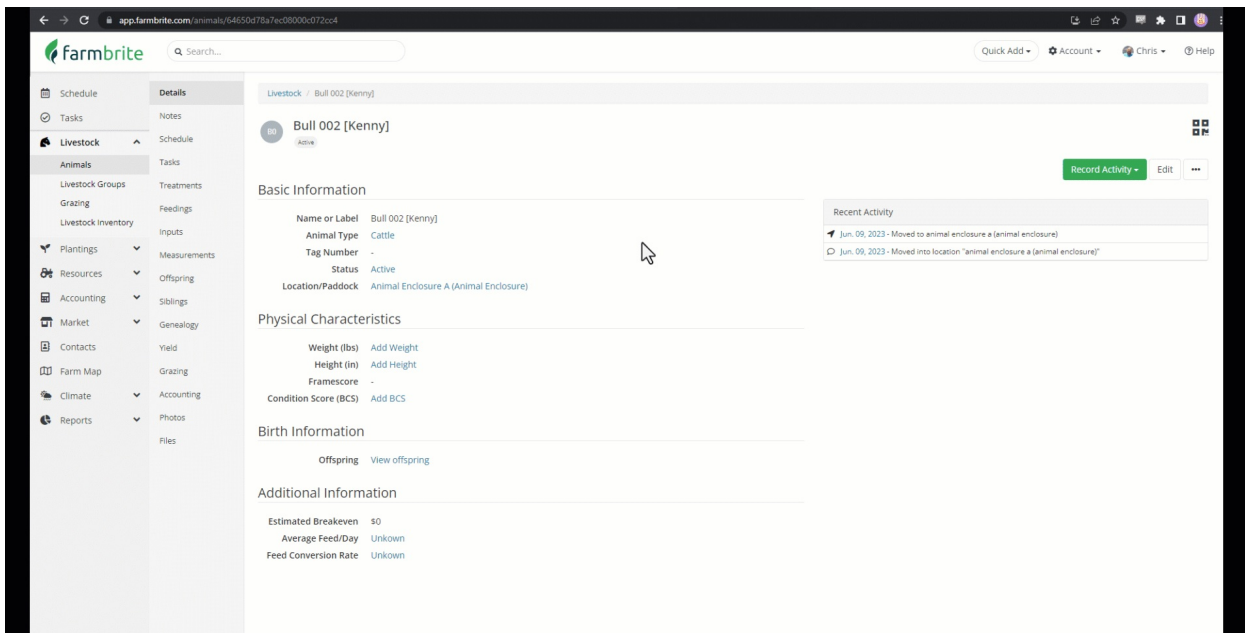 app.farmbrite.com/animals/64650d78a7ec08000c072cc4
farmbrite
Search...
Quick Add
Account
Chris
Help
Schedule
Tasks
Livestock
Animals
Livestock Groups
Grazing
Livestock Inventory
Plantings
Resources
Accounting
Market
Contacts
Farm Map
Climate
Reports
Details
Notes
Schedule
Tasks
Treatments
Feedings
Inputs
Measurements
Offspring
Siblings
Genealogy
Yield
Grazing
Accounting
Photos
Files
Livestock / Bull 002 [Kenny]
B0
Bull 002 [Kenny]
Active
Record Activity
Edit
Basic Information
Name or Label Bull 002 [Kenny]
Animal Type Cattle
Tag Number -
Status Active
Location/Paddock Animal Enclosure A (Animal Enclosure)
Physical Characteristics
Weight (lbs) Add Weight
Height (in) Add Height
Framescore -
Condition Score (BCS) Add BCS
Birth Information
Offspring View offspring
Additional Information
Estimated Breakeven $0
Average Feed/Day Unkown
Feed Conversion Rate Unkown
Recent Activity
Jun. 09, 2023 - Moved to animal enclosure a (animal enclosure)
Jun. 09, 2023 - Moved into location "animal enclosure a (animal enclosure)"